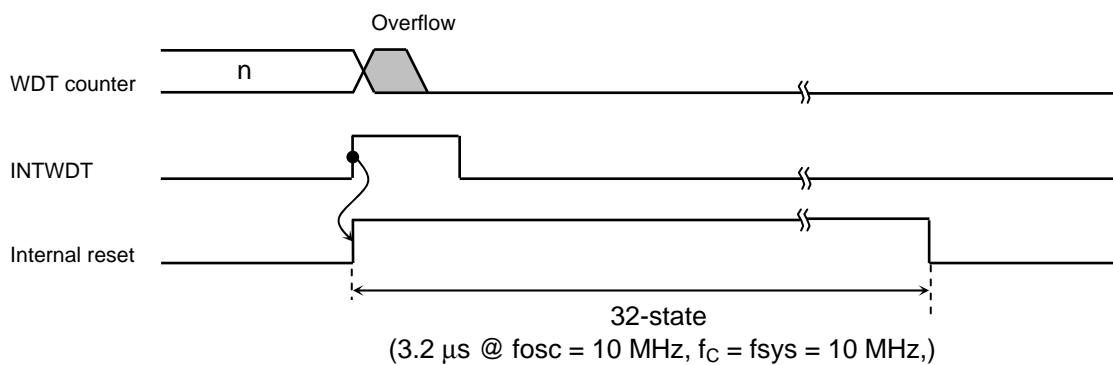 Overflow
WDT counter
n
INTWDT
Internal reset
32-state
(3.2 μs @ fosc = 10 MHz, fC = fsys = 10 MHz,)